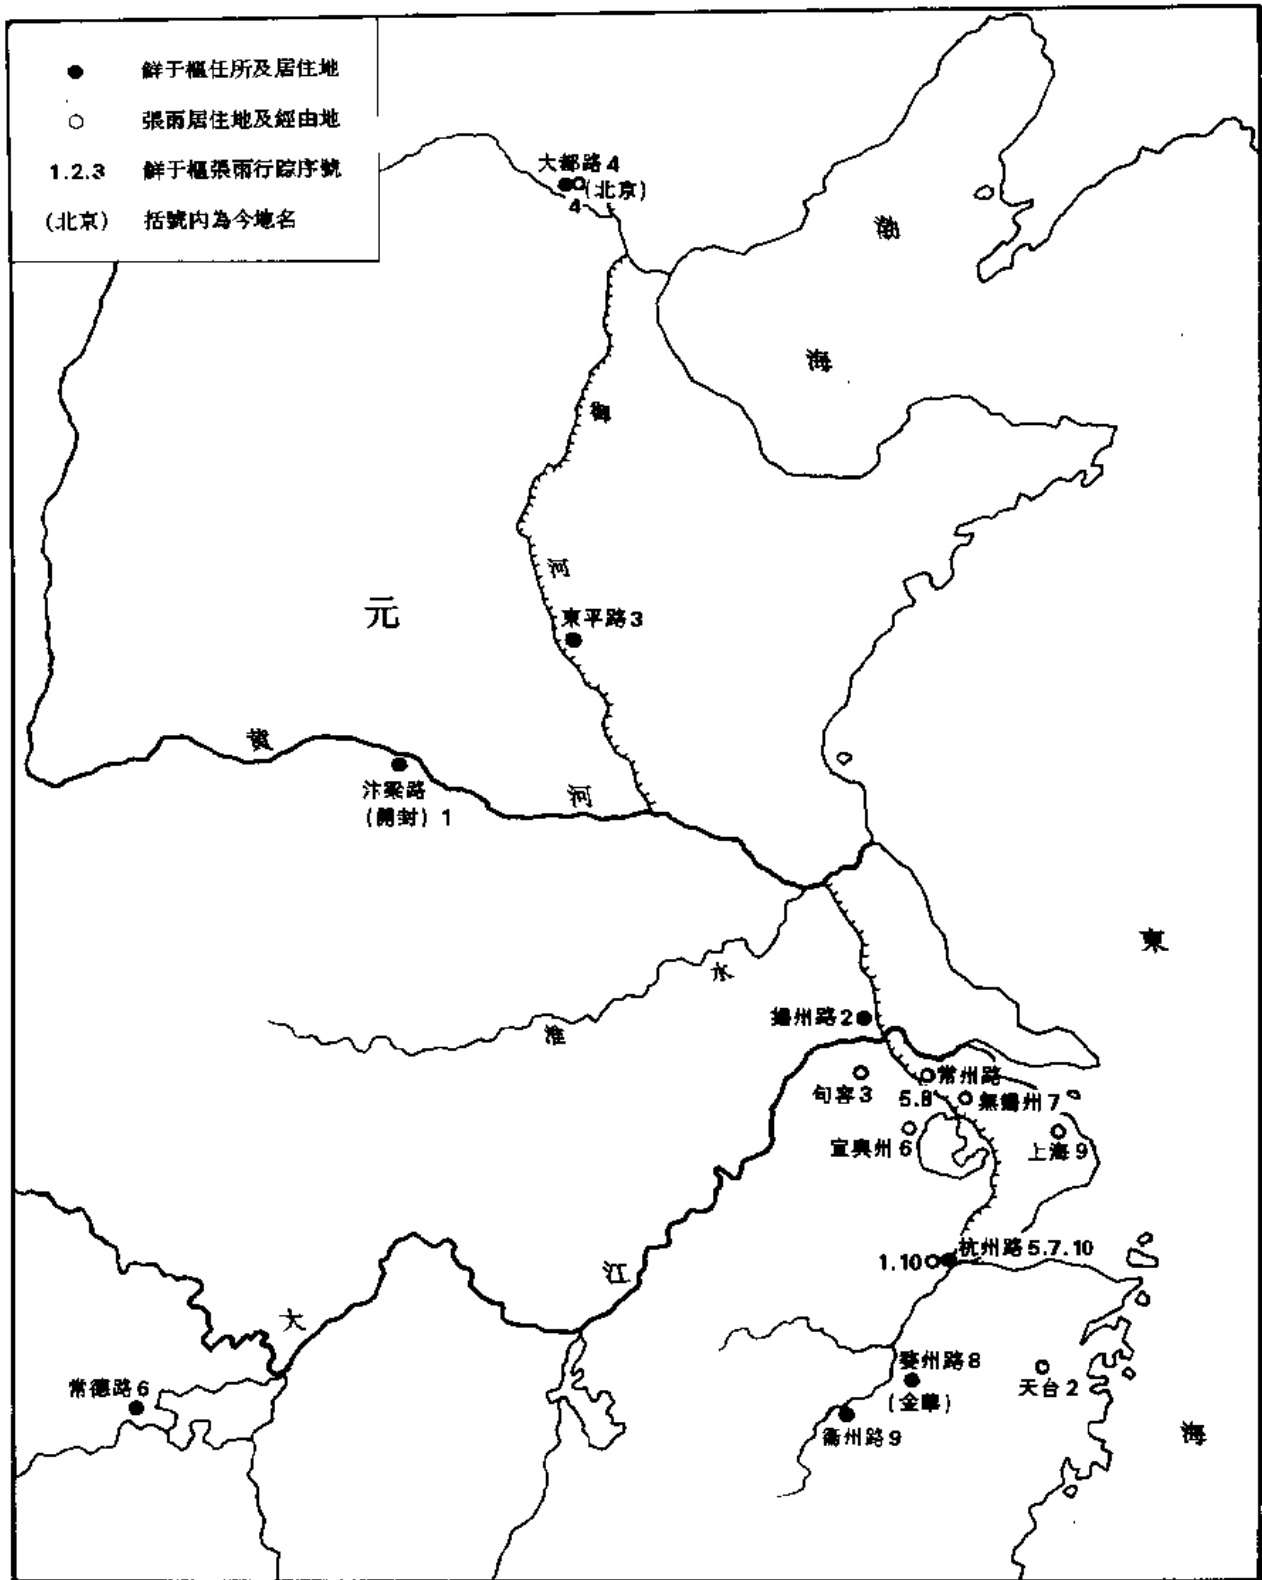 鮮于樞任所及居住地
張雨居住地及經由地
1.2.3 鮮于樞張雨行踪序號
(北京) 括號内為今地名
大都路4
(北京)
4
渤
海
御
河
元
東平路3
黄
河
汴梁路
(開封) 1
東
水
淮
揚州路2
句容3
常州路
5.8
無錫州7
宜興州6
上海9
杭州路5.7.10
1.10
江
大
常德路6
婺州路8
(金華)
天台2
衢州路9
海